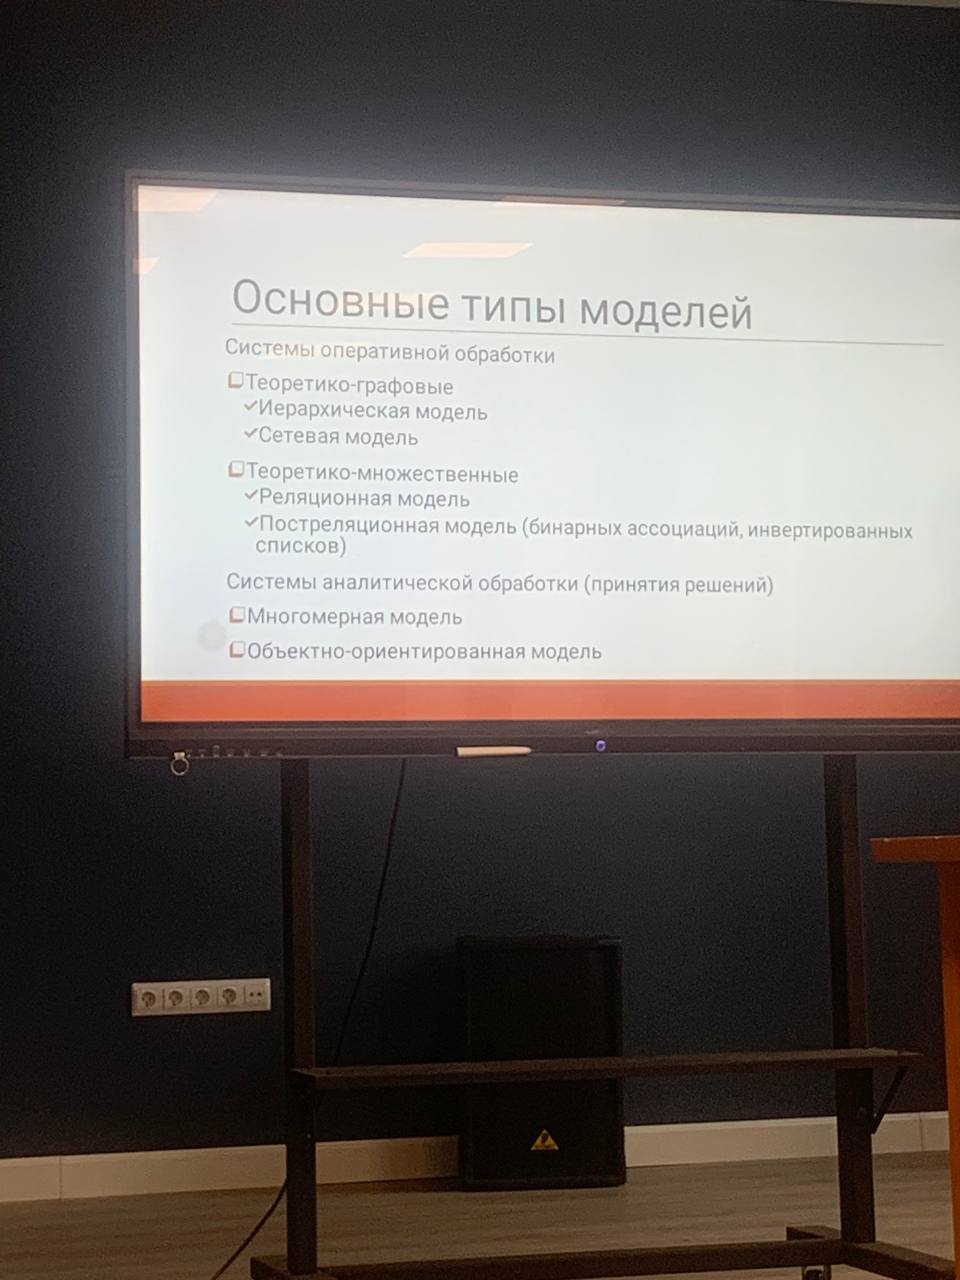 Основные типы моделей
Системы оперативной обработки
Теоретико-графовые
Иерархическая модель
Сетевая модель
Теоретико-множественные
Реляционная модель
Постреляционная модель (бинарных ассоциаций, инвертированных
списков)
Системы аналитической обработки (принятия решений)
Многомерная модель
Объектно-ориентированная модель